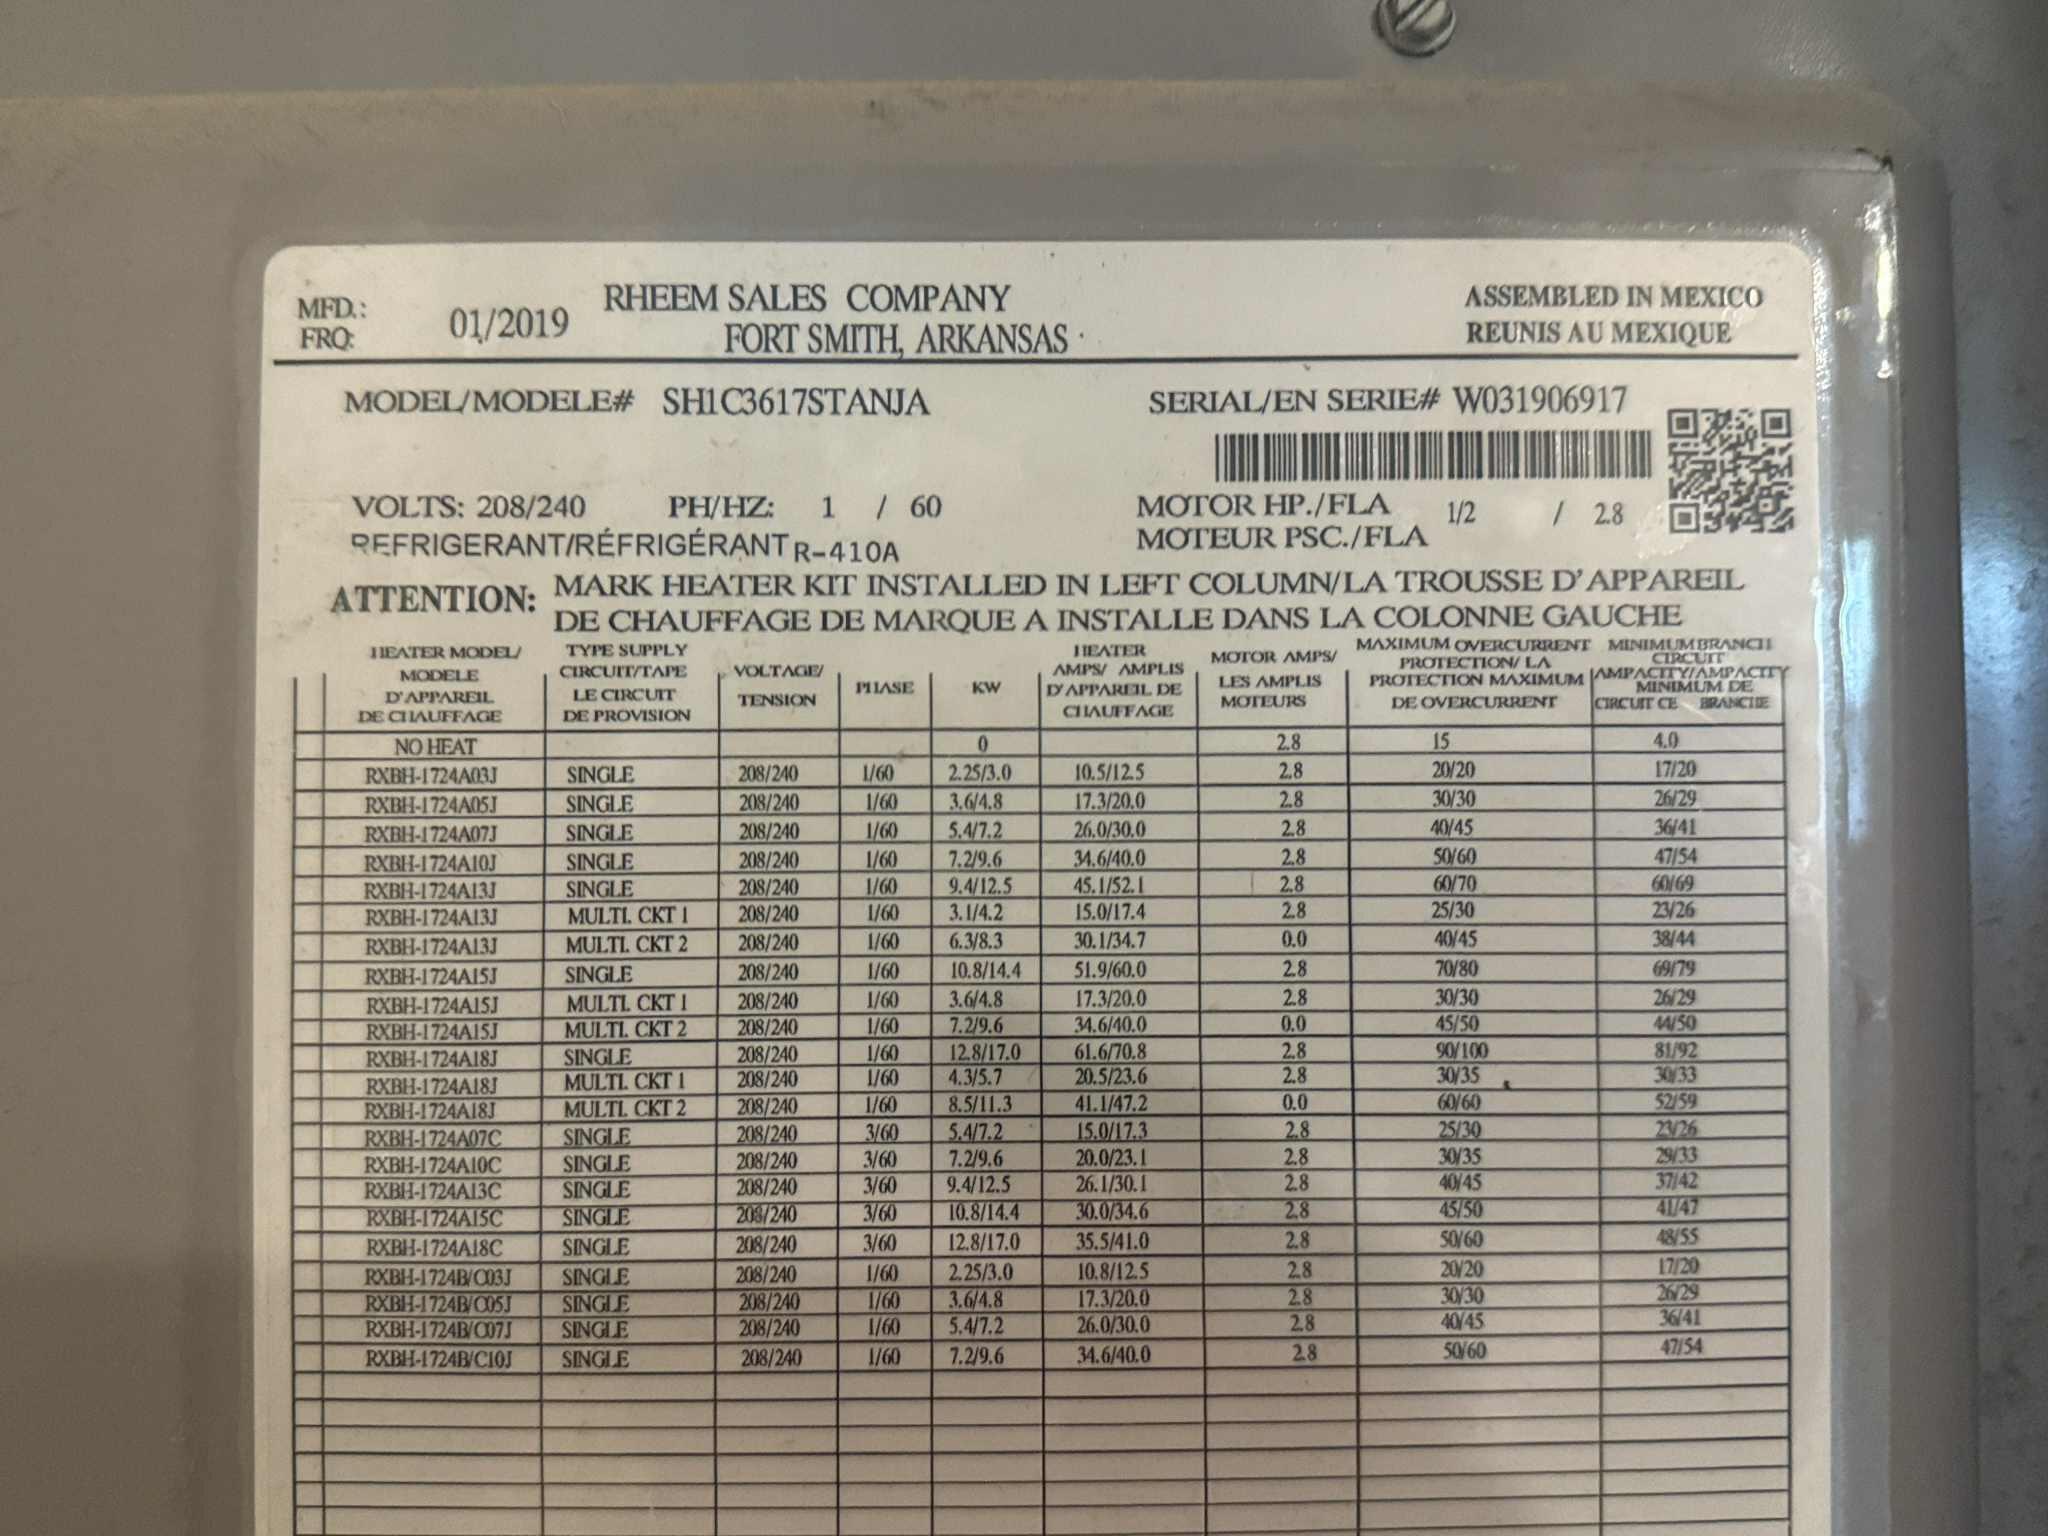 MFD.: RHEEM SALES COMPANY ASSEMBLED IN MEXICO
FRQ: 01/2019 FORT SMITH, ARKANSAS REUNIS AU MEXIQUE
MODEL/MODELE# SH1C3617STANJA SERIAL/EN SERIE# W031906917
VOLTS: 208/240 PH/HZ: 1 / 60 MOTOR HP./FLA 1/2 / 2.8
REFRIGERANT/RÉFRIGÉRANT R-410A MOTEUR PSC./FLA
ATTENTION: MARK HEATER KIT INSTALLED IN LEFT COLUMN/LA TROUSSE D'APPAREIL
DE CHAUFFAGE DE MARQUE A INSTALLE DANS LA COLONNE GAUCHE
HEATER MODEL/
MODELE
D'APPAREIL
DE CHAUFFAGE
TYPE SUPPLY
CIRCUIT/TAPE
LE CIRCUIT
DE PROVISION
VOLTAGE/
TENSION
PHASE
KW
HEATER
AMPS/ AMPLIS
D'APPAREIL DE
CHAUFFAGE
MOTOR AMPS/
LES AMPLIS
MOTEURS
MAXIMUM OVERCURRENT
PROTECTION/ LA
PROTECTION MAXIMUM
DE OVERCURRENT
MINIMUM BRANCH
CIRCUIT
AMPACITY/AMPACITY
MINIMUM DE
CIRCUIT CE BRANCHE
NO HEAT 0 2.8 15 4.0
RXBH-1724A03J SINGLE 208/240 1/60 2.25/3.0 10.5/12.5 2.8 20/20 17/20
RXBH-1724A05J SINGLE 208/240 1/60 3.6/4.8 17.3/20.0 2.8 30/30 26/29
RXBH-1724A07J SINGLE 208/240 1/60 5.4/7.2 26.0/30.0 2.8 40/45 36/41
RXBH-1724A10J SINGLE 208/240 1/60 7.2/9.6 34.6/40.0 2.8 50/60 47/54
RXBH-1724A13J SINGLE 208/240 1/60 9.4/12.5 45.1/52.1 2.8 60/70 60/69
RXBH-1724A13J MULTI. CKT 1 208/240 1/60 3.1/4.2 15.0/17.4 2.8 25/30 23/26
RXBH-1724A13J MULTI. CKT 2 208/240 1/60 6.3/8.3 30.1/34.7 0.0 40/45 38/44
RXBH-1724A15J SINGLE 208/240 1/60 10.8/14.4 51.9/60.0 2.8 70/80 69/79
RXBH-1724A15J MULTI. CKT 1 208/240 1/60 3.6/4.8 17.3/20.0 2.8 30/30 26/29
RXBH-1724A15J MULTI. CKT 2 208/240 1/60 7.2/9.6 34.6/40.0 0.0 45/50 44/50
RXBH-1724A18J SINGLE 208/240 1/60 12.8/17.0 61.6/70.8 2.8 90/100 81/92
RXBH-1724A18J MULTI. CKT 1 208/240 1/60 4.3/5.7 20.5/23.6 2.8 30/35 30/33
RXBH-1724A18J MULTI. CKT 2 208/240 1/60 8.5/11.3 41.1/47.2 0.0 60/60 52/59
RXBH-1724A07C SINGLE 208/240 3/60 5.4/7.2 15.0/17.3 2.8 25/30 23/26
RXBH-1724A10C SINGLE 208/240 3/60 7.2/9.6 20.0/23.1 2.8 30/35 29/33
RXBH-1724A13C SINGLE 208/240 3/60 9.4/12.5 26.1/30.1 2.8 40/45 37/42
RXBH-1724A15C SINGLE 208/240 3/60 10.8/14.4 30.0/34.6 2.8 45/50 41/47
RXBH-1724A18C SINGLE 208/240 3/60 12.8/17.0 35.5/41.0 2.8 50/60 48/55
RXBH-1724B/C03J SINGLE 208/240 1/60 2.25/3.0 10.8/12.5 2.8 20/20 17/20
RXBH-1724B/C05J SINGLE 208/240 1/60 3.6/4.8 17.3/20.0 2.8 30/30 26/29
RXBH-1724B/C07J SINGLE 208/240 1/60 5.4/7.2 26.0/30.0 2.8 40/45 36/41
RXBH-1724B/C10J SINGLE 208/240 1/60 7.2/9.6 34.6/40.0 2.8 50/60 47/54